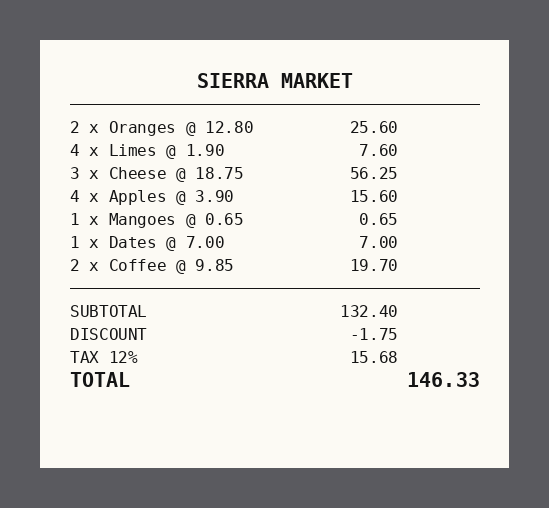 SIERRA MARKET
2 x Oranges @ 12.80 25.60
4 x Limes @ 1.90 7.60
3 x Cheese @ 18.75 56.25
4 x Apples @ 3.90 15.60
1 x Mangoes @ 0.65 0.65
1 x Dates @ 7.00 7.00
2 x Coffee @ 9.85 19.70
SUBTOTAL 132.40
DISCOUNT -1.75
TAX 12% 15.68
TOTAL 146.33